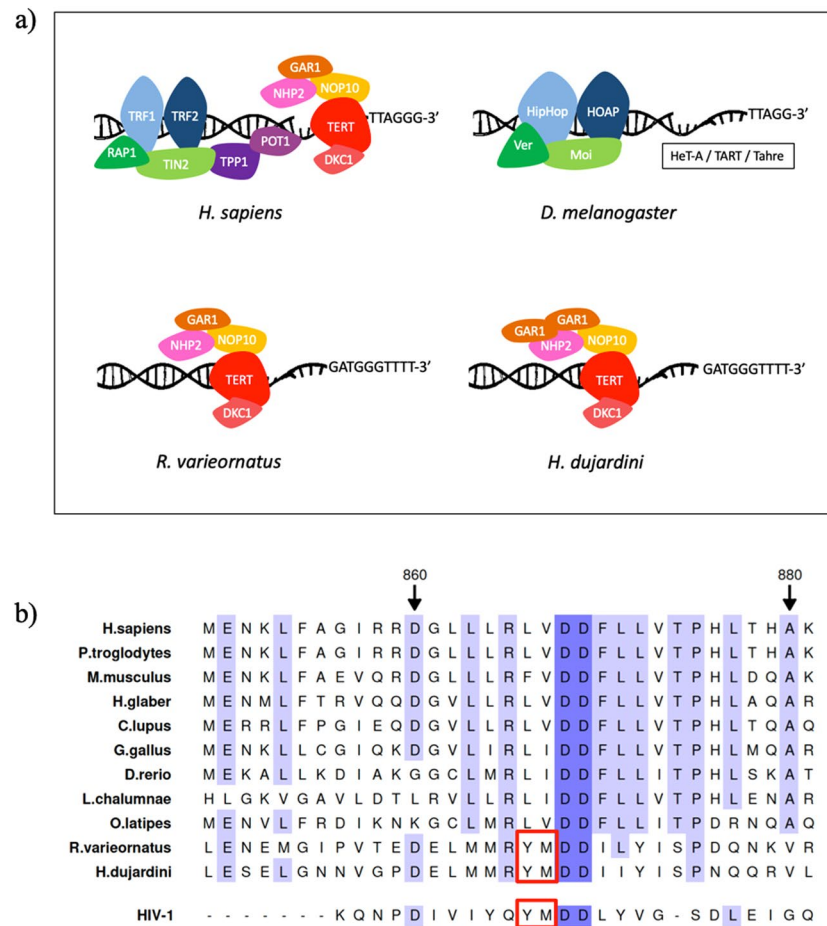 a)
GAR1
NHP2 NOP10
TRF1 TRF2 TERT TTAGGG-3'
RAP1 TIN2 TPP1 POT1 DKC1
H. sapiens
HipHop HOAP TTAGG-3'
Ver Moi
HeT-A / TART / Tahre
D. melanogaster
GAR1
NHP2 NOP10
TERT GATGGGTTTT-3'
DKC1
R. varieornatus
GAR1 GAR1
NHP2 NOP10
TERT GATGGGTTTT-3'
DKC1
H. dujardini
b)
860 880
H.sapiens M E N K L F A G I R R D G L L L R L V D D F L L V T P H L T H A K
P.troglodytes M E N K L F A G I R R D G L L L R L V D D F L L V T P H L T H A K
M.musculus M E N K L F A E V Q R D G L L L R F V D D F L L V T P H L D Q A K
H.glaber M E N M L F T R V Q Q D G V L L R L V D D F L L V T P H L A Q A R
C.lupus M E R R L F P G I E Q D G V L L R L V D D F L L V T P H L T Q A Q
G.gallus M E N K L L C G I Q K D G V L I R L I D D F L L V T P H L M Q A R
D.rerio M E K A L L K D I A K G G C L M R L I D D F L L I T P H L S K A T
L.chalumnae H L G K V G A V L D T L R V L L R L I D D F L L V T P H L E N A R
O.latipes M E N V L F R D I K N K G C L M R L V D D F L L I T P D R N Q A Q
R.varieornatus L E N E M G I P V T E D E L M M R Y M D D I L Y I S P D Q N K V R
H.dujardini L E S E L G N N V G P D E L M M R Y M D D I I Y I S P N Q Q R V L
HIV-1 - - - - - - - K Q N P D I V I Y Q Y M D D L Y V G - S D L E I G Q